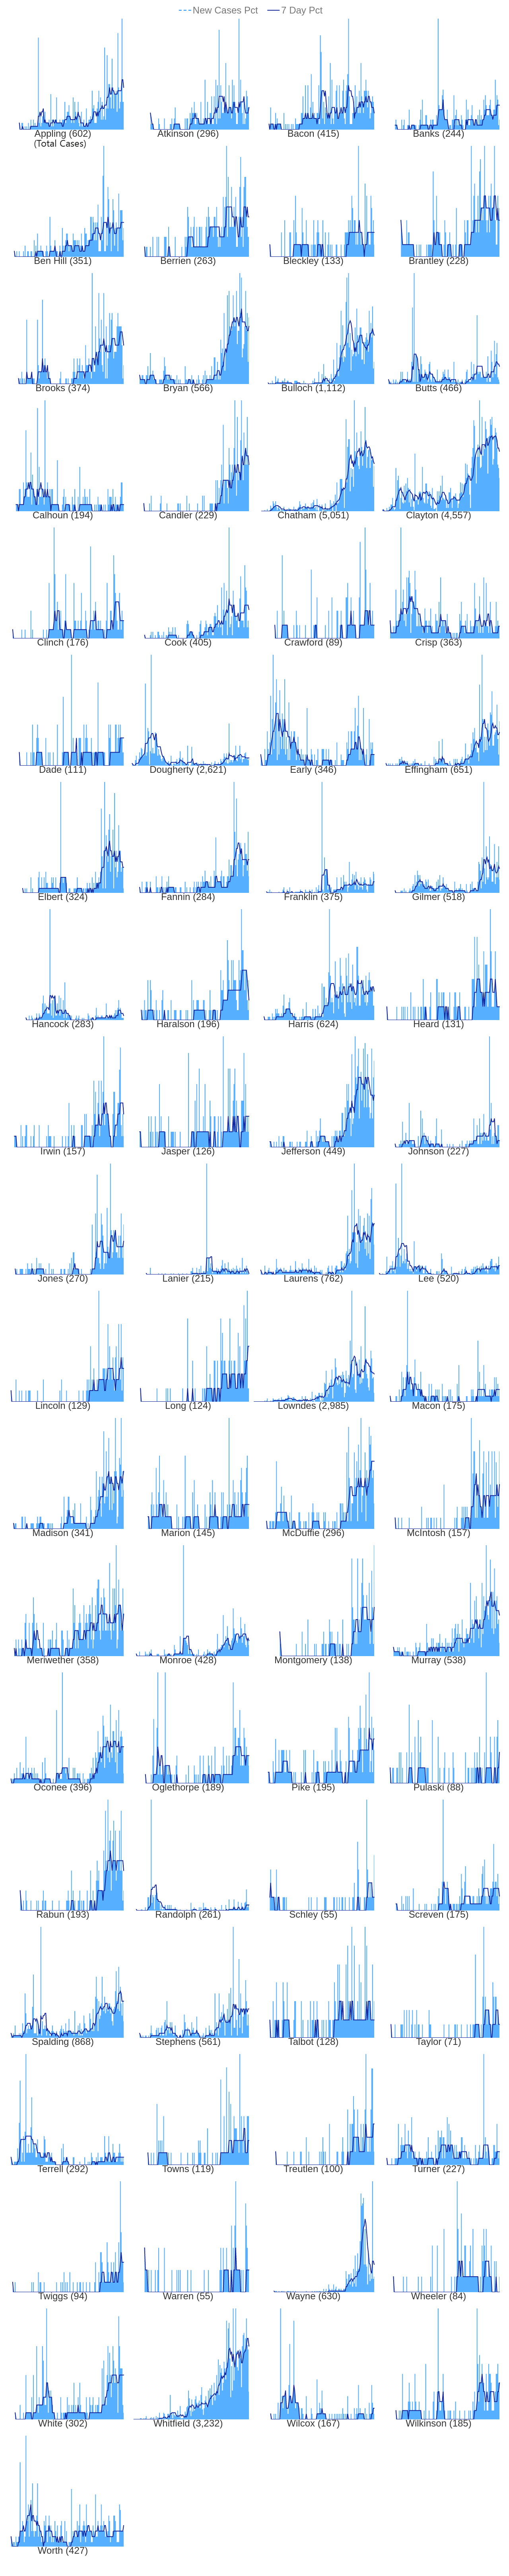 New Cases Pct 7 Day Pct
Appling (602) Atkinson (296) Bacon (415) Banks (244)
(Total Cases)
Ben Hill (351) Berrien (263) Bleckley (133) Brantley (228)
Brooks (374) Bryan (566) Bulloch (1,112) Butts (466)
Calhoun (194) Candler (229) Chatham (5,051) Clayton (4,557)
Clinch (176) Cook (405) Crawford (89) Crisp (363)
Dade (111) Dougherty (2,621) Early (346) Effingham (651)
Elbert (324) Fannin (284) Franklin (375) Gilmer (518)
Hancock (283) Haralson (196) Harris (624) Heard (131)
Irwin (157) Jasper (126) Jefferson (449) Johnson (227)
Jones (270) Lanier (215) Laurens (762) Lee (520)
Lincoln (129) Long (124) Lowndes (2,985) Macon (175)
Madison (341) Marion (145) McDuffie (296) McIntosh (157)
Meriwether (358) Monroe (428) Montgomery (138) Murray (538)
Oconee (396) Oglethorpe (189) Pike (195) Pulaski (88)
Rabun (193) Randolph (261) Schley (55) Screven (175)
Spalding (868) Stephens (561) Talbot (128) Taylor (71)
Terrell (292) Towns (119) Treutlen (100) Turner (227)
Twiggs (94) Warren (55) Wayne (630) Wheeler (84)
White (302) Whitfield (3,232) Wilcox (167) Wilkinson (185)
Worth (427)